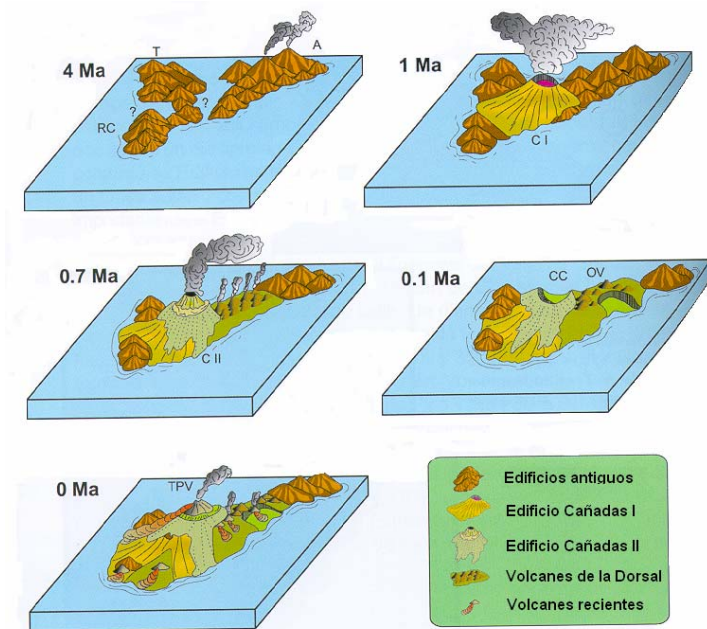 4 Ma
T
A
?
?
RC
1 Ma
C I
0.7 Ma
C II
0.1 Ma
CC
OV
0 Ma
TPV
Edificios antiguos
Edificio Cañadas I
Edificio Cañadas II
Volcanes de la Dorsal
Volcanes recientes